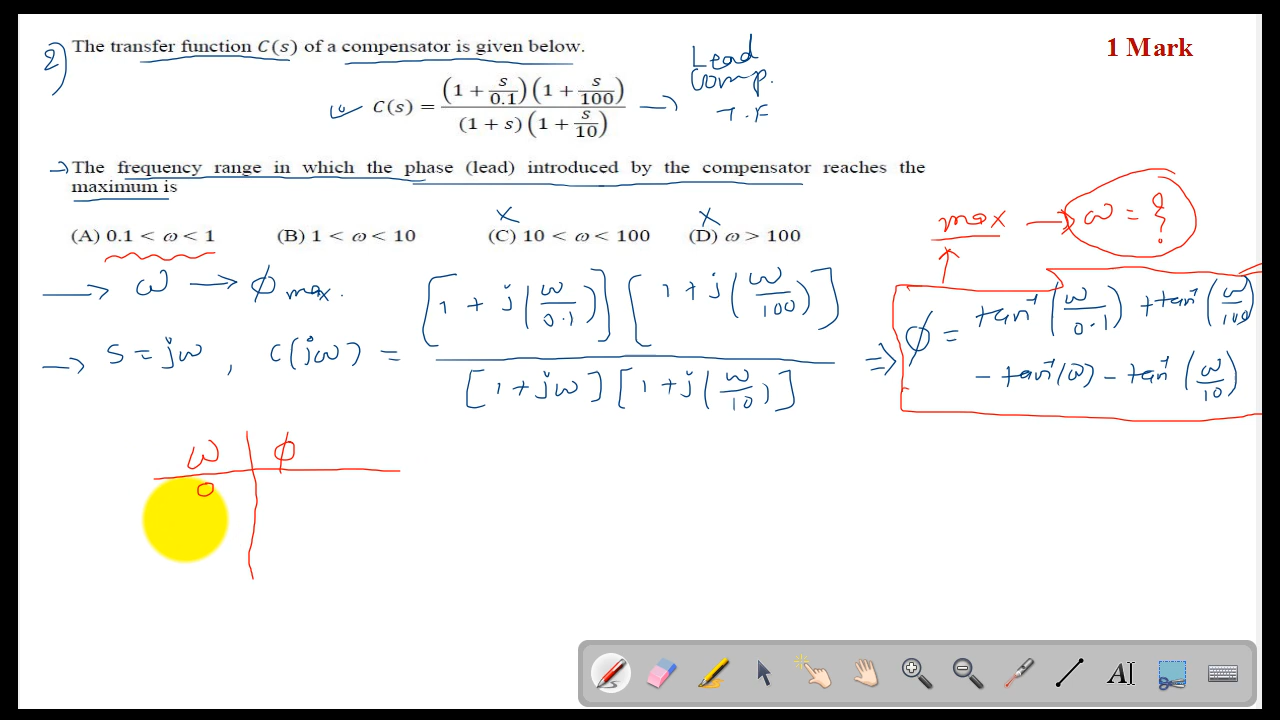 2) The transfer function C(s) of a compensator is given below.
1 Mark
C(s) = (1 + s/0.1)(1 + s/100) / (1 + s)(1 + s/10)
Lead
Comp.
T.F
The frequency range in which the phase (lead) introduced by the compensator reaches the
maximum is
(A) 0.1 < ω < 1 (B) 1 < ω < 10 (C) 10 < ω < 100 (D) ω > 100
x x
max → ω = ?
→ ω → ϕ max.
→ s = jω, C(jω) = [1 + j(ω/0.1)] [1 + j(ω/100)] / [1 + jω] [1 + j(ω/10)]
⇒ ϕ = tan⁻¹(ω/0.1) + tan⁻¹(ω/100)
− tan⁻¹(ω) − tan⁻¹(ω/10)
ω ϕ
0
AI